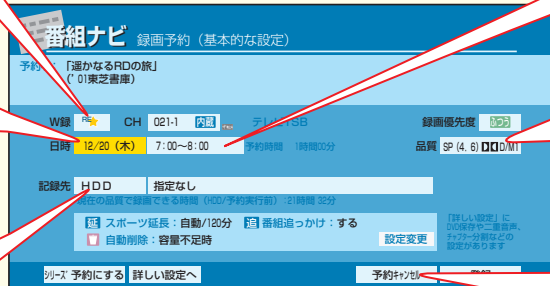 番組ナビ 録画予約（基本的な設定）
予約 「遥かなるRDの旅」
（'01東芝書庫）
W録 RE CH 021-1 内蔵 テレビ SB 録画優先度 ふつう
日時 12/20（木） 7:00～8:00 予約時間 1時間00分 品質 SP (4.6) D/M1
記録先 HDD 指定なし
現在の品質で録画できる時間（HDD/予約実行前）:21時間 32分
延 スポーツ延長：自動/120分 追 番組追っかけ：する
自動削除：容量不足時 設定変更
「詳しい設定」に
DVD保存や二重音声、
チャプター分割などの
設定があります
シリーズ予約にする 詳しい設定へ 予約キャンセル